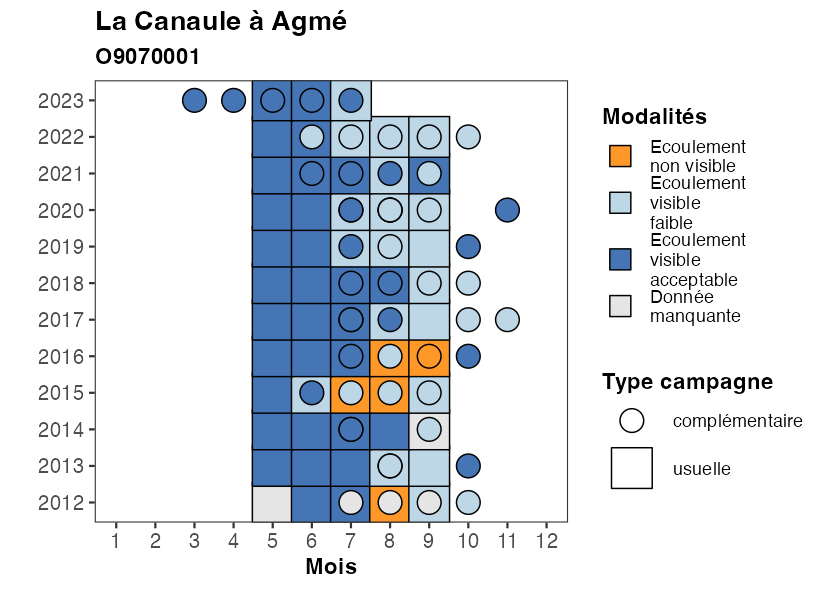 La Canaule à Agmé
O9070001
2023
2022
2021
2020
2019
2018
2017
2016
2015
2014
2013
2012
1 2 3 4 5 6 7 8 9 10 11 12
Mois
Modalités
Ecoulement
non visible
Ecoulement
visible
faible
Ecoulement
visible
acceptable
Donnée
manquante
Type campagne
complémentaire
usuelle